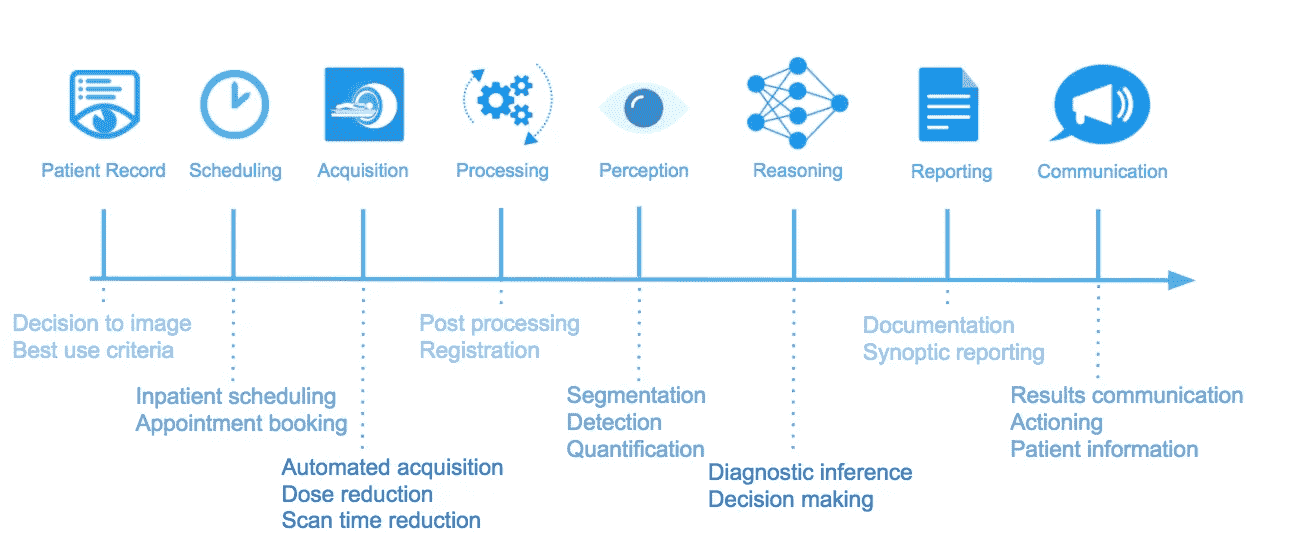 Patient Record
Scheduling
Acquisition
Processing
Perception
Reasoning
Reporting
Communication
Decision to image
Best use criteria
Inpatient scheduling
Appointment booking
Automated acquisition
Dose reduction
Scan time reduction
Post processing
Registration
Segmentation
Detection
Quantification
Diagnostic inference
Decision making
Documentation
Synoptic reporting
Results communication
Actioning
Patient information